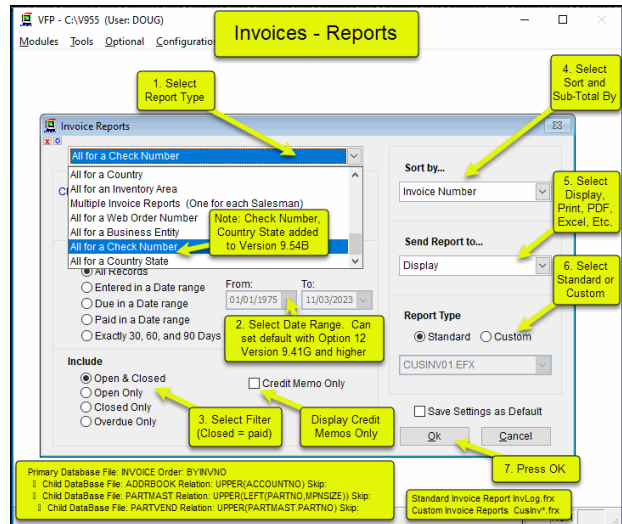 VFP - C:\V955 (User: DOUG)
Modules Tools Optional Configuration
Invoices - Reports
1. Select
Report Type
4. Select
Sort and
Sub-Total By
Invoice Reports
x o
All for a Check Number
All for a Country
All for an Inventory Area
Multiple Invoice Reports (One for each Salesman)
All for a Web Order Number
All for a Business Entity
All for a Check Number
All for a Country State
Note: Check Number,
Country State added
to Version 9.54B
Sort by...
Invoice Number
5. Select
Display,
Print, PDF,
Excel, Etc.
Send Report to...
Display
6. Select
Standard or
Custom
All Records
Entered in a Date range
Due in a Date range
Paid in a Date range
Exactly 30, 60, and 90 Days
From: To:
01/01/1975 11/03/2023
2. Select Date Range. Can
set default with Option 12
Version 9.41G and higher
Report Type
Standard Custom
CUSINV01.EFX
Include
Open & Closed
Open Only
Closed Only
Overdue Only
Credit Memo Only
3. Select Filter
(Closed = paid)
Display Credit
Memos Only
Save Settings as Default
Ok Cancel
7. Press OK
Primary Database File: INVOICE Order: BYINVNO
Child DataBase File: ADDRBOOK Relation: UPPER(ACCOUNTNO) Skip:
Child DataBase File: PARTMAST Relation: UPPER(LEFT(PARTNO,MPNSIZE)) Skip:
Child DataBase File: PARTVEND Relation: UPPER(PARTMAST.PARTNO) Skip:
Standard Invoice Report InvLog.frx
Custom Invoice Reports CusInv*.frx